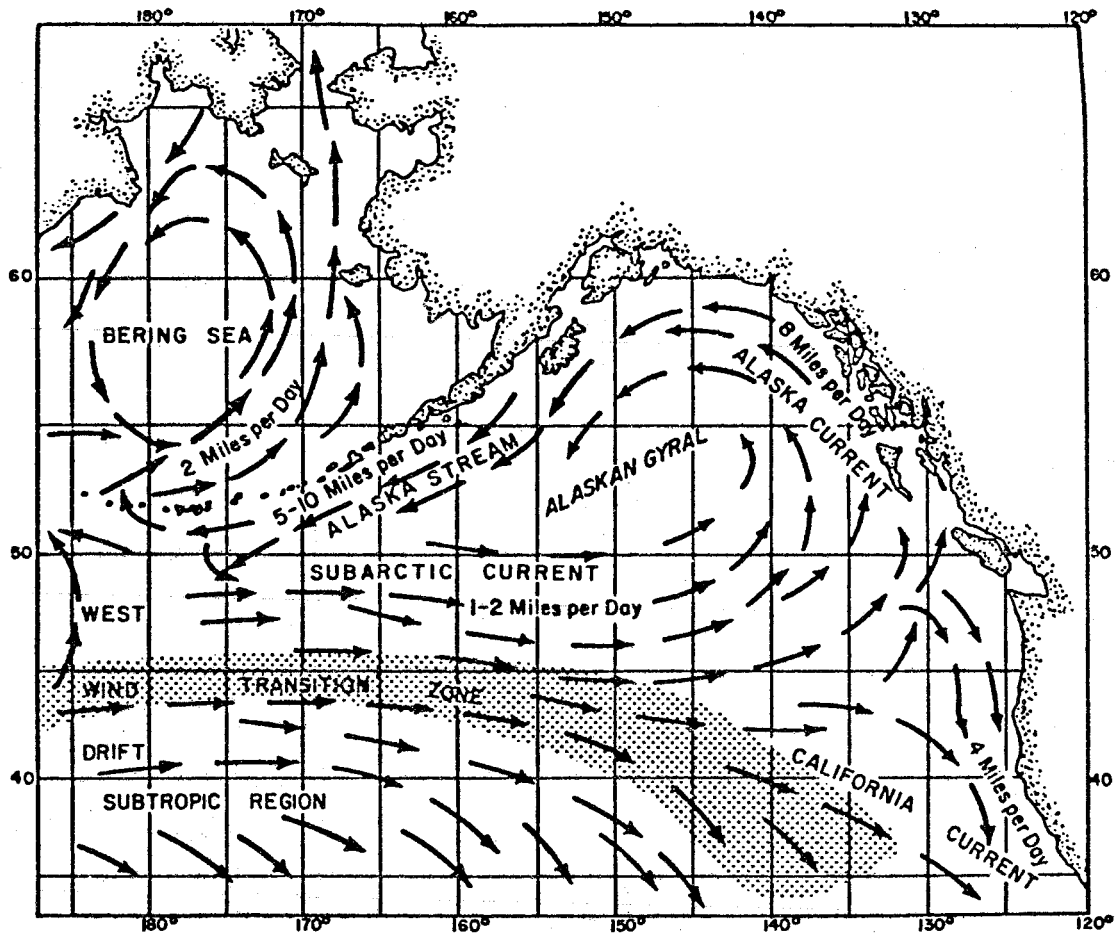 180° 170° 160° 150° 140° 130° 120°
60 60
BERING SEA
8 Miles per Day
ALASKA CURRENT
2 Miles per Day
5-10 Miles per Day
ALASKA STREAM
ALASKAN GYRAL
50 50
SUBARCTIC CURRENT
1-2 Miles per Day
WEST
WIND TRANSITION ZONE
DRIFT
CALIFORNIA
CURRENT
4 Miles per Day
40 40
SUBTROPIC REGION
180° 170° 160° 150° 140° 130° 120°